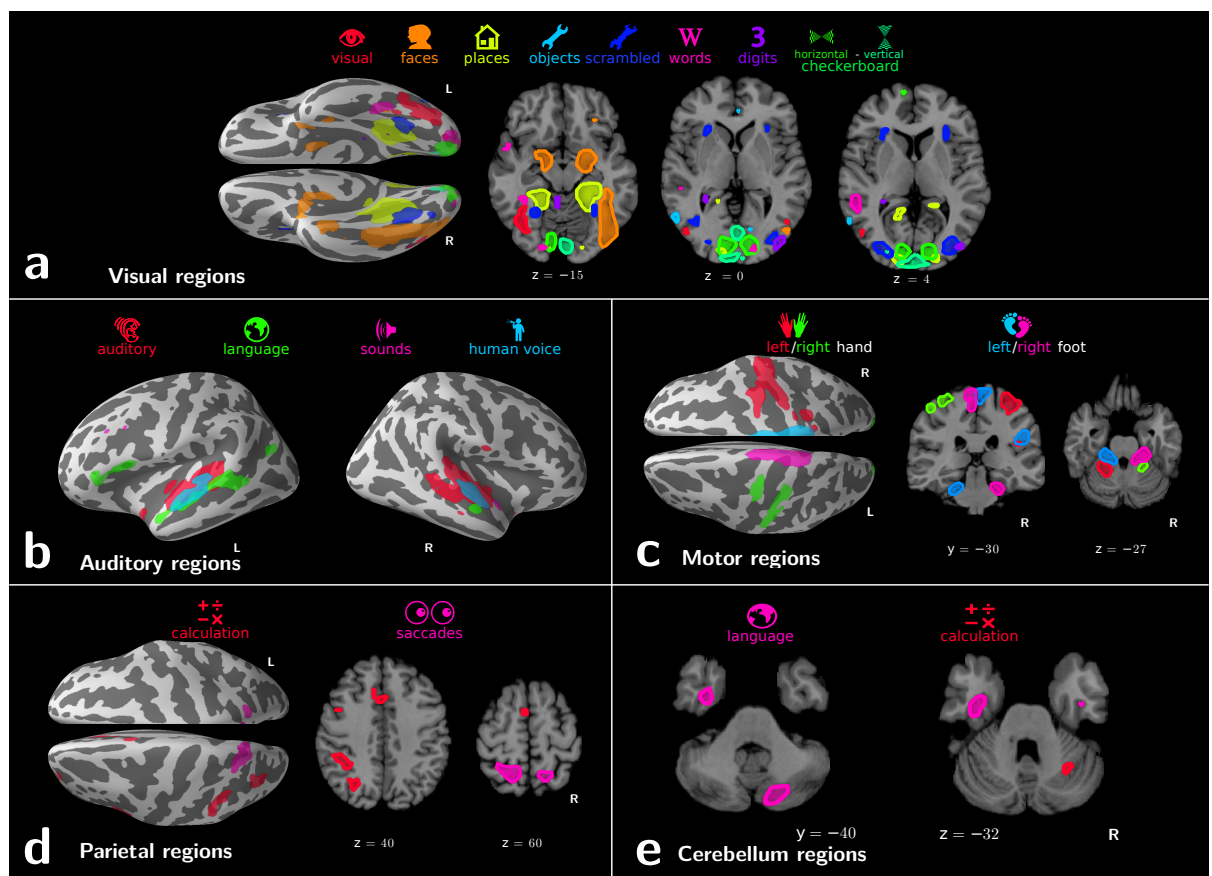 W 3
visual faces places objects scrambled words digits horizontal - vertical
checkerboard
L
R
a Visual regions
z = −15 z = 0 z = 4
auditory language sounds human voice
L R
b Auditory regions
left/right hand left/right foot
R
L
R R
y = −30 z = −27
c Motor regions
+ ÷
− ×
calculation saccades
L
R
z = 40 z = 60
d Parietal regions
+ ÷
− ×
language calculation
y = −40 z = −32 R
e Cerebellum regions